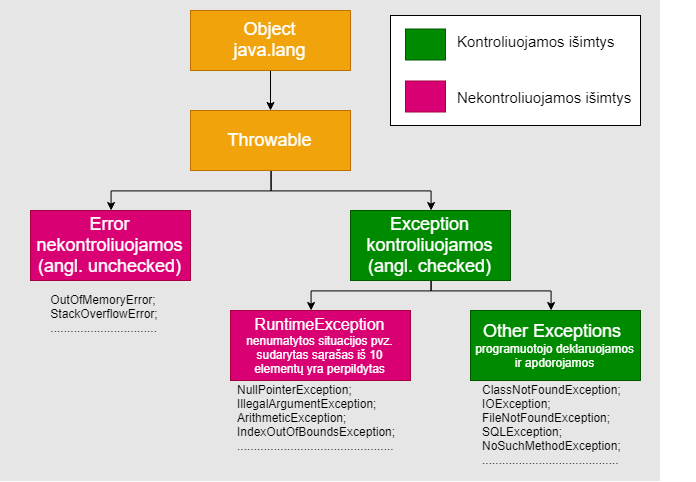 Object
java.lang
Kontroliuojamos išimtys
Nekontroliuojamos išimtys
Throwable
Error
nekontroliuojamos
(angl. unchecked)
Exception
kontroliuojamos
(angl. checked)
OutOfMemoryError;
StackOverflowError;
................................
RuntimeException
nenumatytos situacijos pvz.
sudarytas sąrašas iš 10
elementų yra perpildytas
Other Exceptions
programuotojo deklaruojamos
ir apdorojamos
NullPointerException;
IllegalArgumentException;
ArithmeticException;
IndexOutOfBoundsException;
...............................................
ClassNotFoundException;
IOException;
FileNotFoundException;
SQLException;
NoSuchMethodException;
.........................................